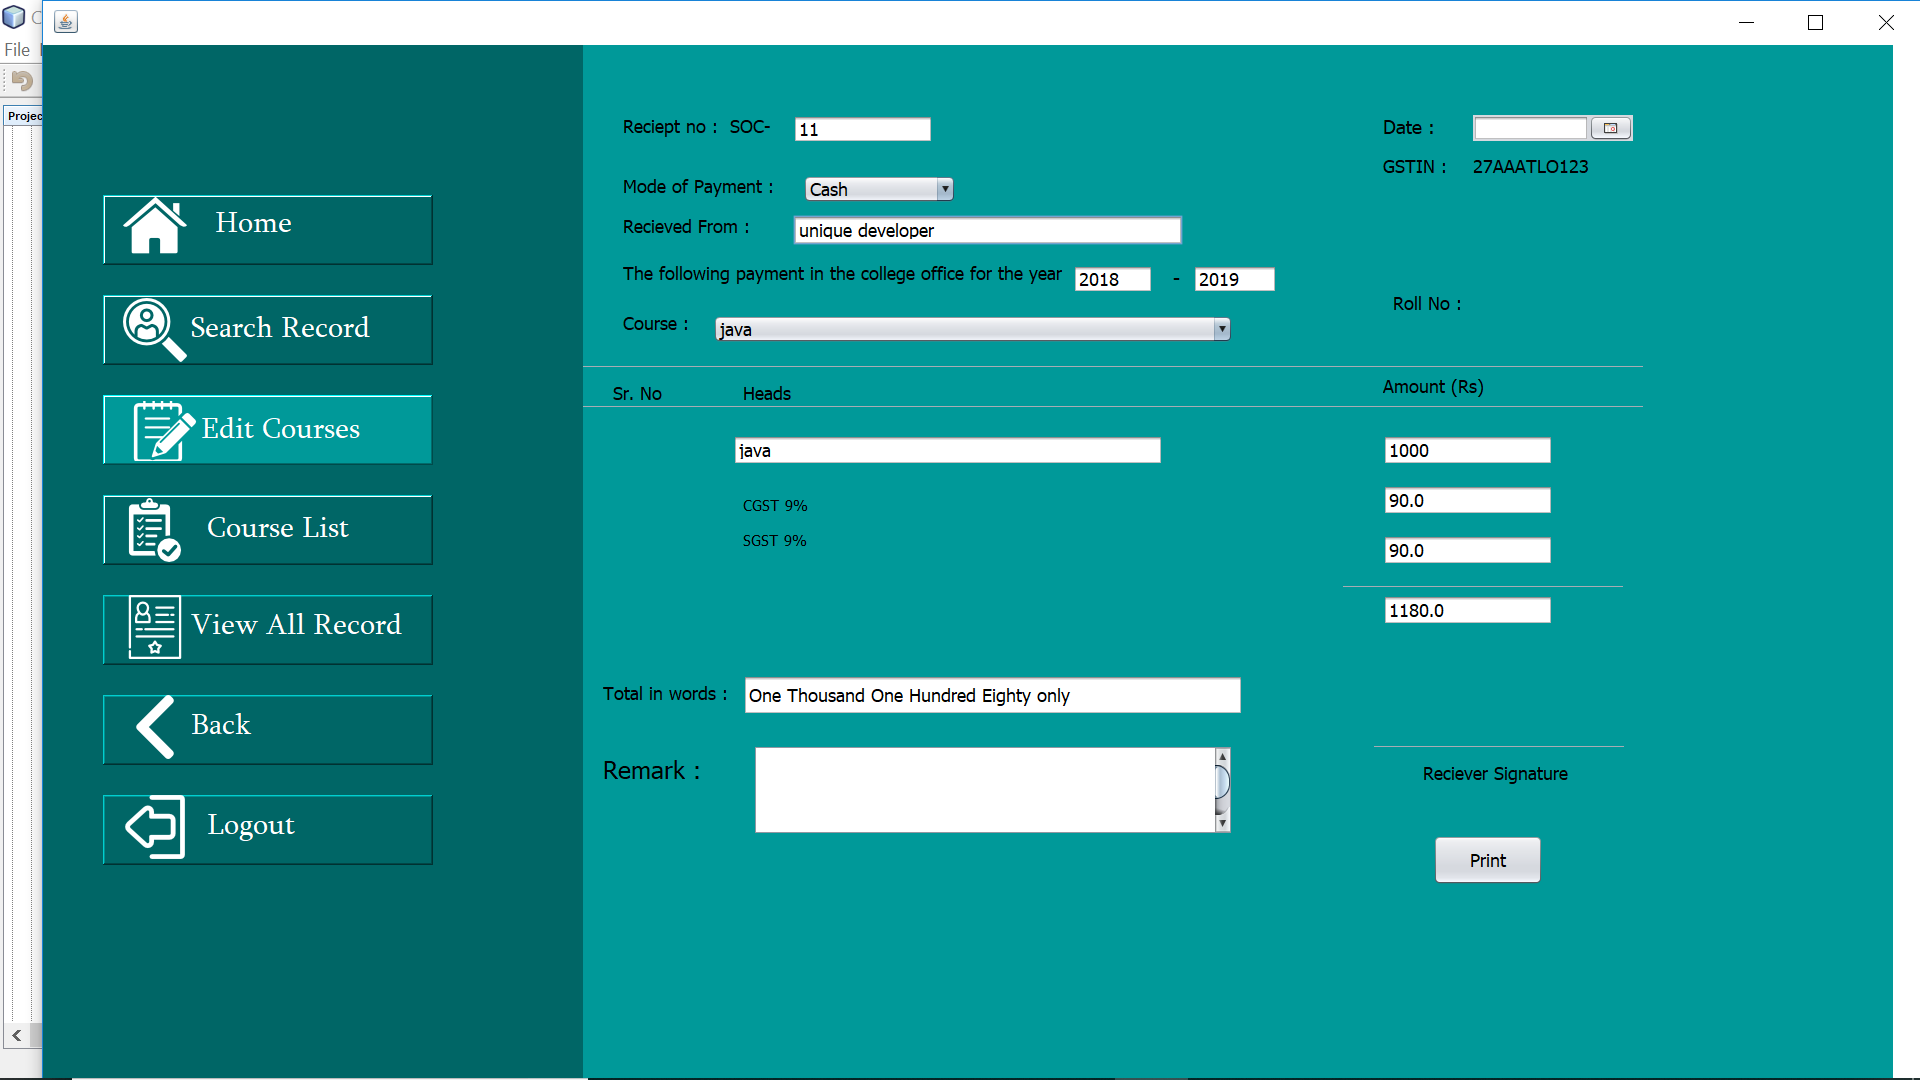 File
Projec
Home
Search Record
Edit Courses
Course List
View All Record
Back
Logout
Reciept no : SOC- 11
Date :
GSTIN : 27AAATLO123
Mode of Payment : Cash
Recieved From : unique developer
The following payment in the college office for the year 2018 - 2019
Roll No :
Course : java
Sr. No Heads Amount (Rs)
java 1000
CGST 9% 90.0
SGST 9% 90.0
1180.0
Total in words : One Thousand One Hundred Eighty only
Remark :
Reciever Signature
Print